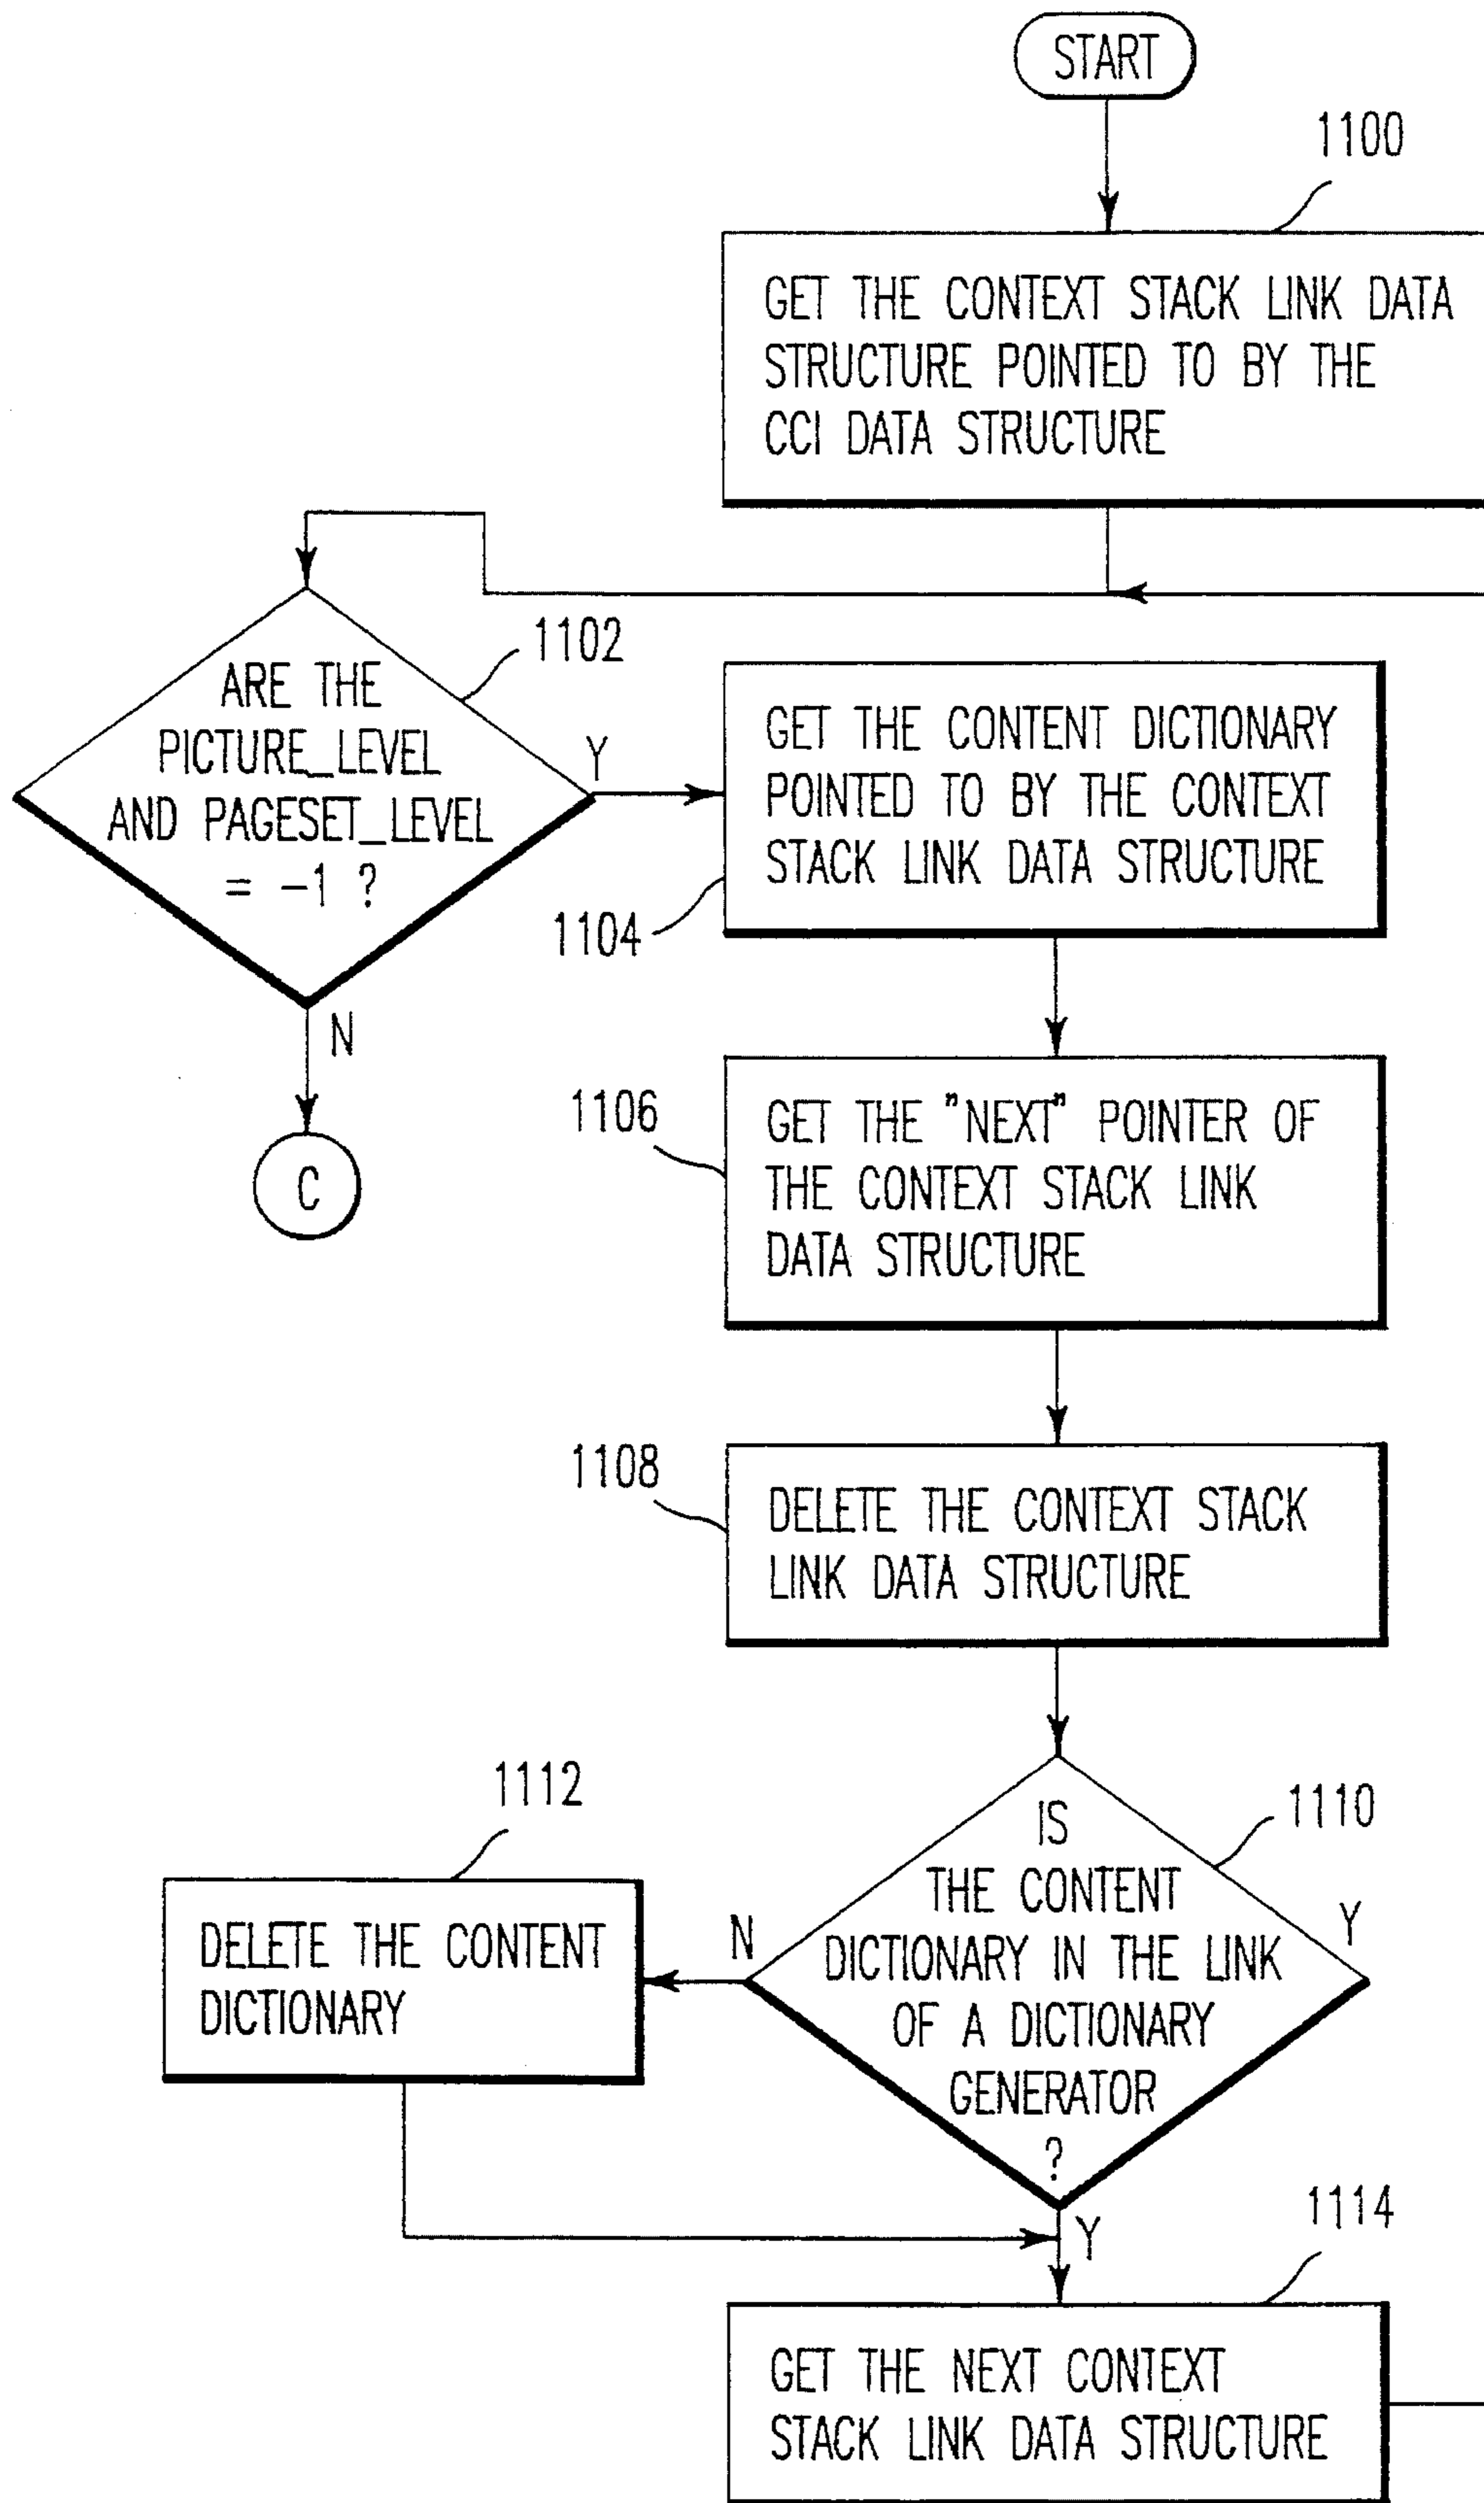 START
1100
GET THE CONTEXT STACK LINK DATA
STRUCTURE POINTED TO BY THE
CCI DATA STRUCTURE
1102
ARE THE
PICTURE_LEVEL
AND PAGESET_LEVEL
= -1 ?
Y
N
C
GET THE CONTENT DICTIONARY
POINTED TO BY THE CONTEXT
STACK LINK DATA STRUCTURE
1104
1106
GET THE "NEXT" POINTER OF
THE CONTEXT STACK LINK
DATA STRUCTURE
1108
DELETE THE CONTEXT STACK
LINK DATA STRUCTURE
1110
IS
THE CONTENT
DICTIONARY IN THE LINK
OF A DICTIONARY
GENERATOR
?
N
Y
1112
DELETE THE CONTENT
DICTIONARY
Y
1114
GET THE NEXT CONTEXT
STACK LINK DATA STRUCTURE